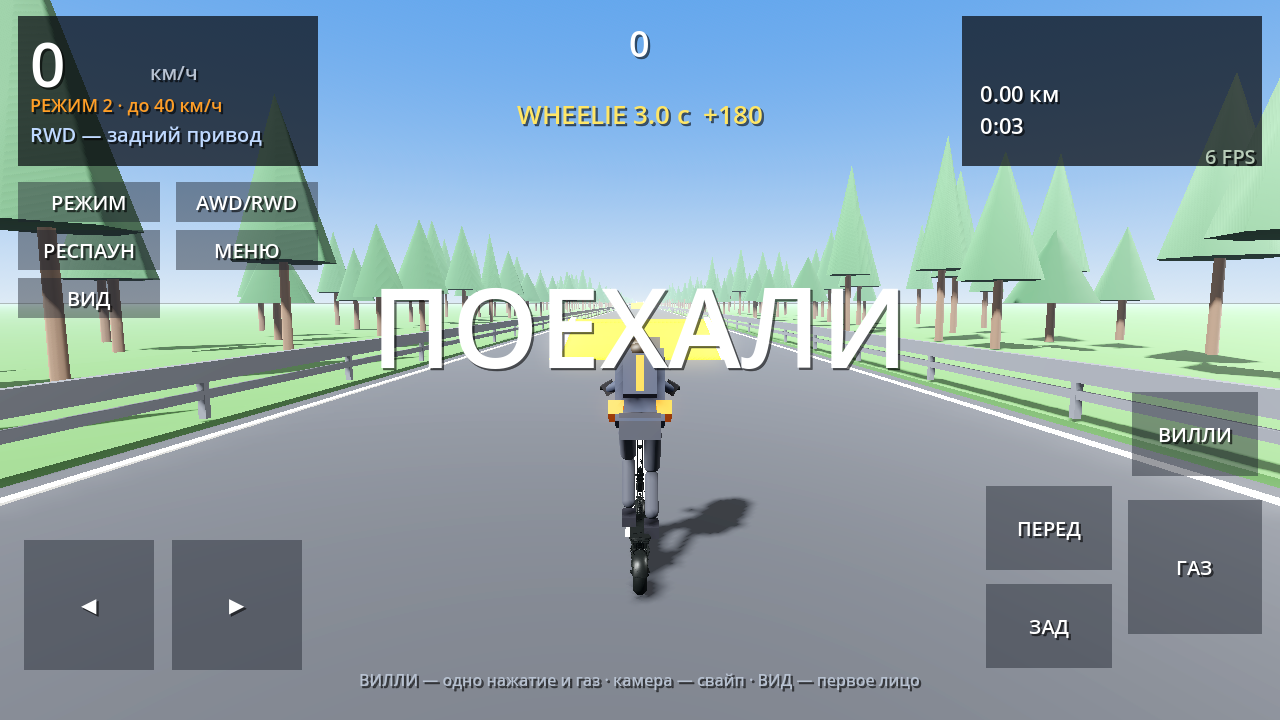 0 км/ч
РЕЖИМ 2 · до 40 км/ч
RWD — задний привод
0
WHEELIE 3.0 с +180
0.00 км
0:03
6 FPS
РЕЖИМ
AWD/RWD
РЕСПАУН
МЕНЮ
ВИД
ПОЕХАЛИ
ВИЛЛИ
ПЕРЕД
ГАЗ
ЗАД
◄
►
ВИЛЛИ — одно нажатие и газ · камера — свайп · ВИД — первое лицо